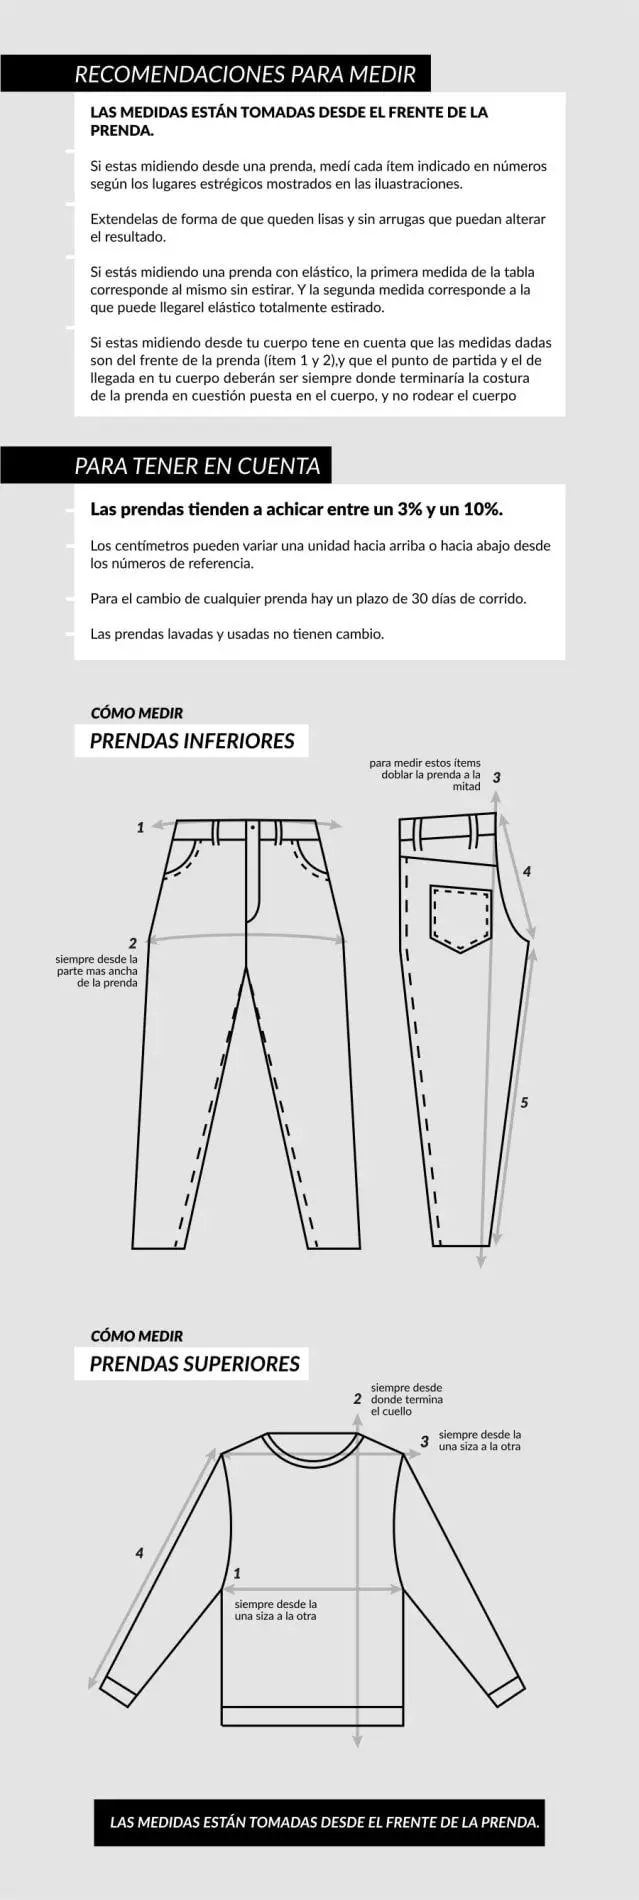 RECOMENDACIONES PARA MEDIR
LAS MEDIDAS ESTÁN TOMADAS DESDE EL FRENTE DE LA
PRENDA.
Si estas midiendo desde una prenda, medí cada ítem indicado en números
según los lugares estrégicos mostrados en las iluastraciones.
Extendelas de forma de que queden lisas y sin arrugas que puedan alterar
el resultado.
Si estás midiendo una prenda con elástico, la primera medida de la tabla
corresponde al mismo sin estirar. Y la segunda medida corresponde a la
que puede llegarel elástico totalmente estirado.
Si estas midiendo desde tu cuerpo tene en cuenta que las medidas dadas
son del frente de la prenda (ítem 1 y 2),y que el punto de partida y el de
llegada en tu cuerpo deberán ser siempre donde terminaría la costura
de la prenda en cuestión puesta en el cuerpo, y no rodear el cuerpo
PARA TENER EN CUENTA
Las prendas tienden a achicar entre un 3% y un 10%.
Los centímetros pueden variar una unidad hacia arriba o hacia abajo desde
los números de referencia.
Para el cambio de cualquier prenda hay un plazo de 30 días de corrido.
Las prendas lavadas y usadas no tienen cambio.
CÓMO MEDIR
PRENDAS INFERIORES
para medir estos ítems
doblar la prenda a la
mitad
3
1
4
2
siempre desde la
parte mas ancha
de la prenda
5
CÓMO MEDIR
PRENDAS SUPERIORES
2
siempre desde
donde termina
el cuello
3
siempre desde la
una siza a la otra
4
1
siempre desde la
una siza a la otra
LAS MEDIDAS ESTÁN TOMADAS DESDE EL FRENTE DE LA PRENDA.